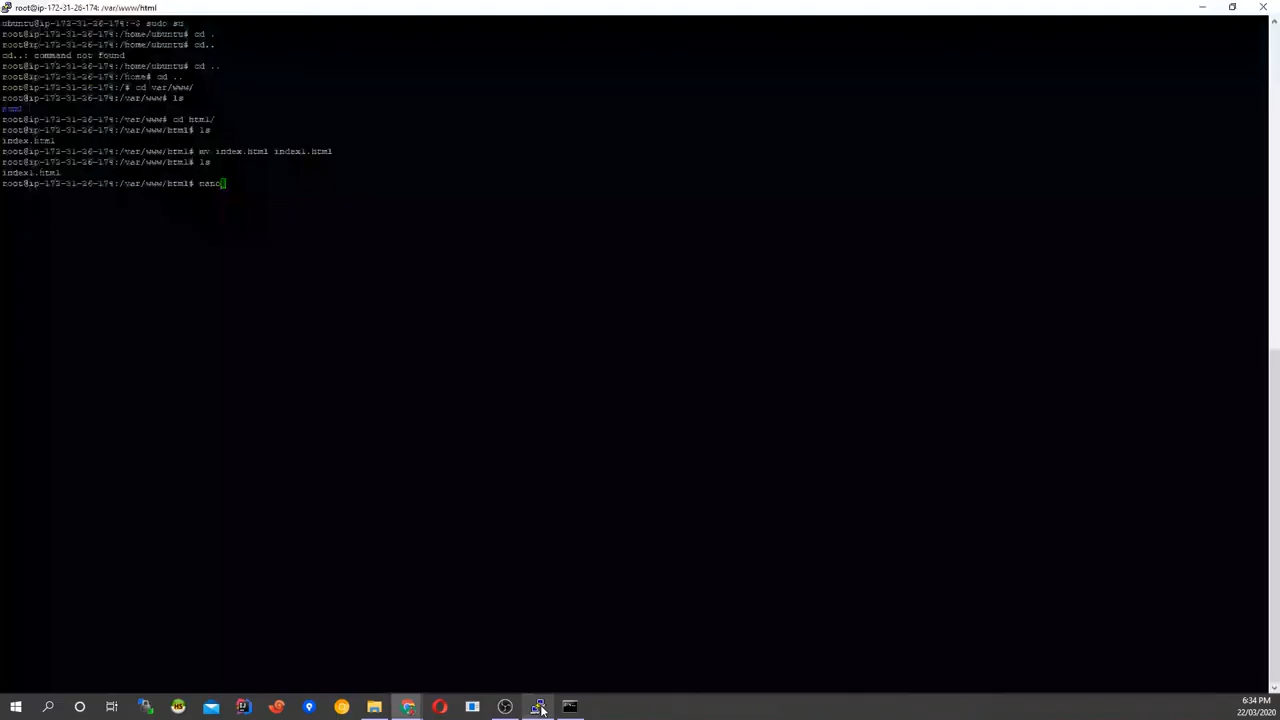 root@ip-172-31-26-174: /var/www/html
ubuntu@ip-172-31-26-174:~$ sudo su
root@ip-172-31-26-174:/home/ubuntu# cd .
root@ip-172-31-26-174:/home/ubuntu# cd..
cd..: command not found
root@ip-172-31-26-174:/home/ubuntu# cd ..
root@ip-172-31-26-174:/home# cd ..
root@ip-172-31-26-174:/# cd var/www/
root@ip-172-31-26-174:/var/www# ls
html
root@ip-172-31-26-174:/var/www# cd html/
root@ip-172-31-26-174:/var/www/html# ls
index.html
root@ip-172-31-26-174:/var/www/html# mv index.html index1.html
root@ip-172-31-26-174:/var/www/html# ls
index1.html
root@ip-172-31-26-174:/var/www/html# nano
6:34 PM
22/03/2020